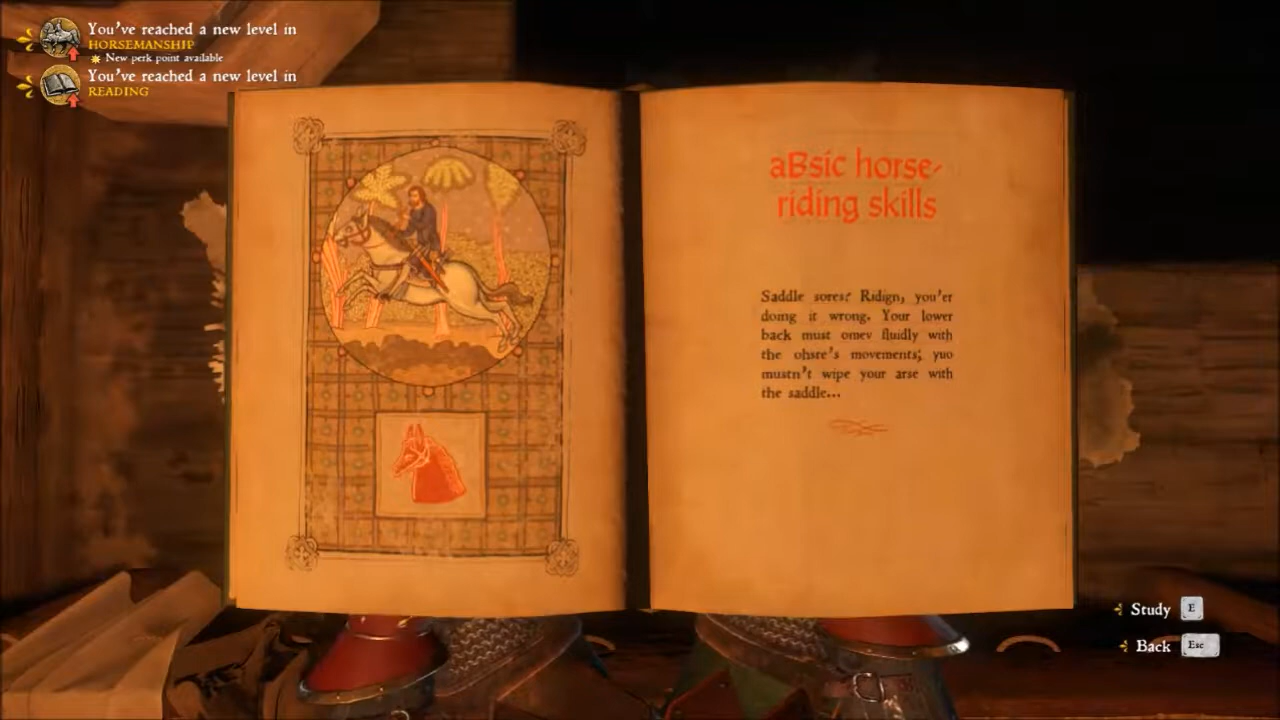 You've reached a new level in
HORSEMANSHIP
New perk point available
You've reached a new level in
READING
aBsic horse-
riding skills
Saddle sores? Ridign, you'er
doing it wrong. Your lower
back must omev fluidly with
the ohsre's movements; yuo
mustn't wipe your arse with
the saddle...
Study E
Back Esc